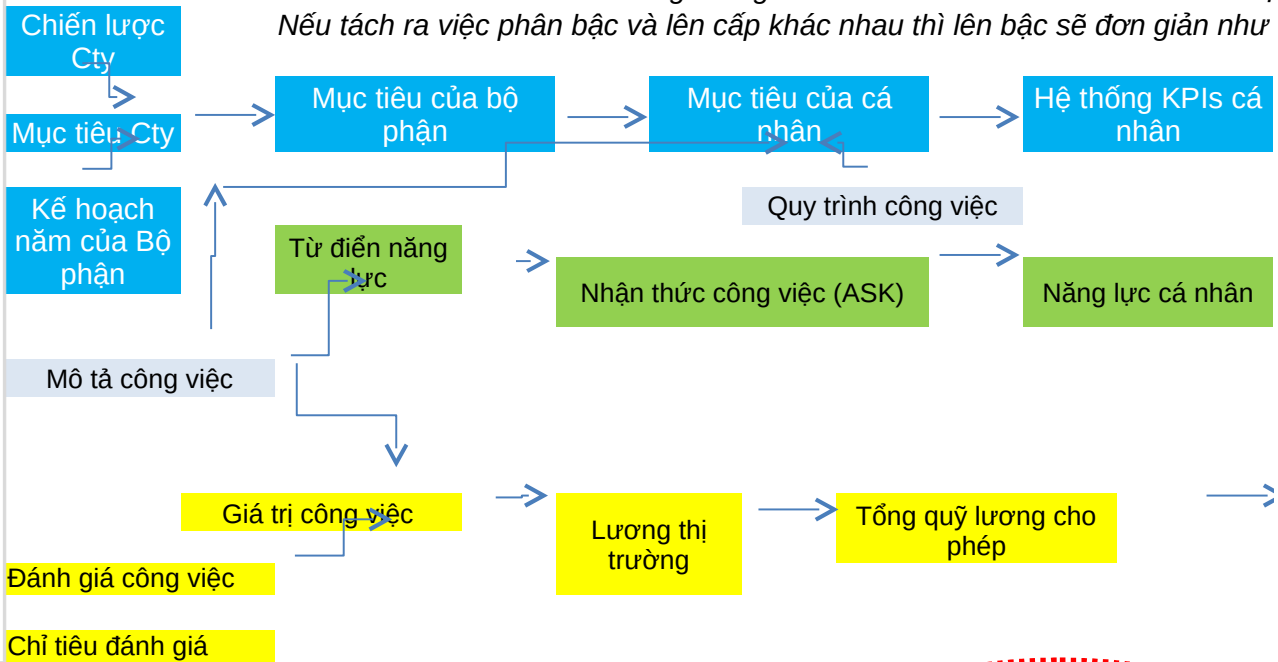 Nếu tách ra việc phân bậc và lên cấp khác nhau thì lên bậc sẽ đơn giản như
Chiến lược
Cty
Mục tiêu của bộ
phận
Mục tiêu của cá
nhân
Hệ thống KPIs cá
nhân
Mục tiêu Cty
Kế hoạch
năm của Bộ
phận
Quy trình công việc
Từ điển năng
lực
Nhận thức công việc (ASK)
Năng lực cá nhân
Mô tả công việc
Giá trị công việc
Lương thị
trường
Tổng quỹ lương cho
phép
Đánh giá công việc
Chỉ tiêu đánh giá